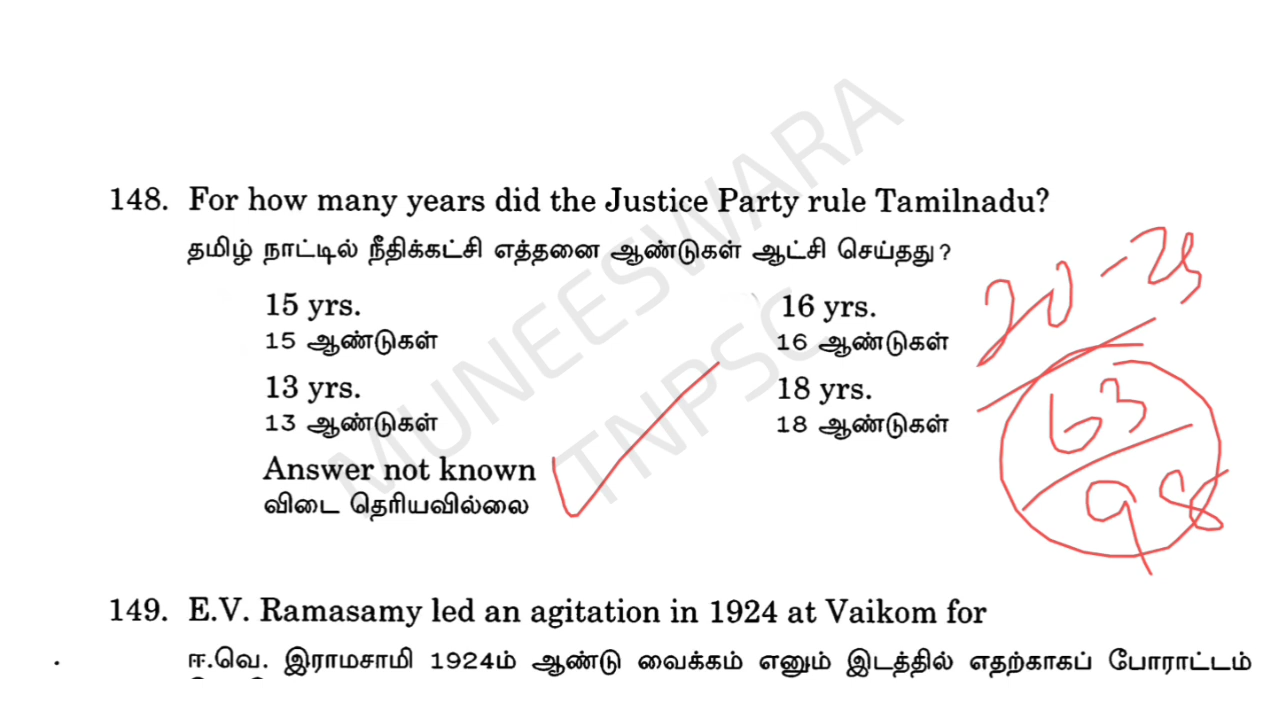 148. For how many years did the Justice Party rule Tamilnadu?
தமிழ் நாட்டில் நீதிக்கட்சி எத்தனை ஆண்டுகள் ஆட்சி செய்தது?
15 yrs. 16 yrs.
15 ஆண்டுகள் 16 ஆண்டுகள்
13 yrs. 18 yrs.
13 ஆண்டுகள் 18 ஆண்டுகள்
Answer not known
விடை தெரியவில்லை
63
98
MUNEESWARA
TNPSC
149. E.V. Ramasamy led an agitation in 1924 at Vaikom for
ஈ.வெ. இராமசாமி 1924ம் ஆண்டு வைக்கம் எனும் இடத்தில் எதற்காகப் போராட்டம்